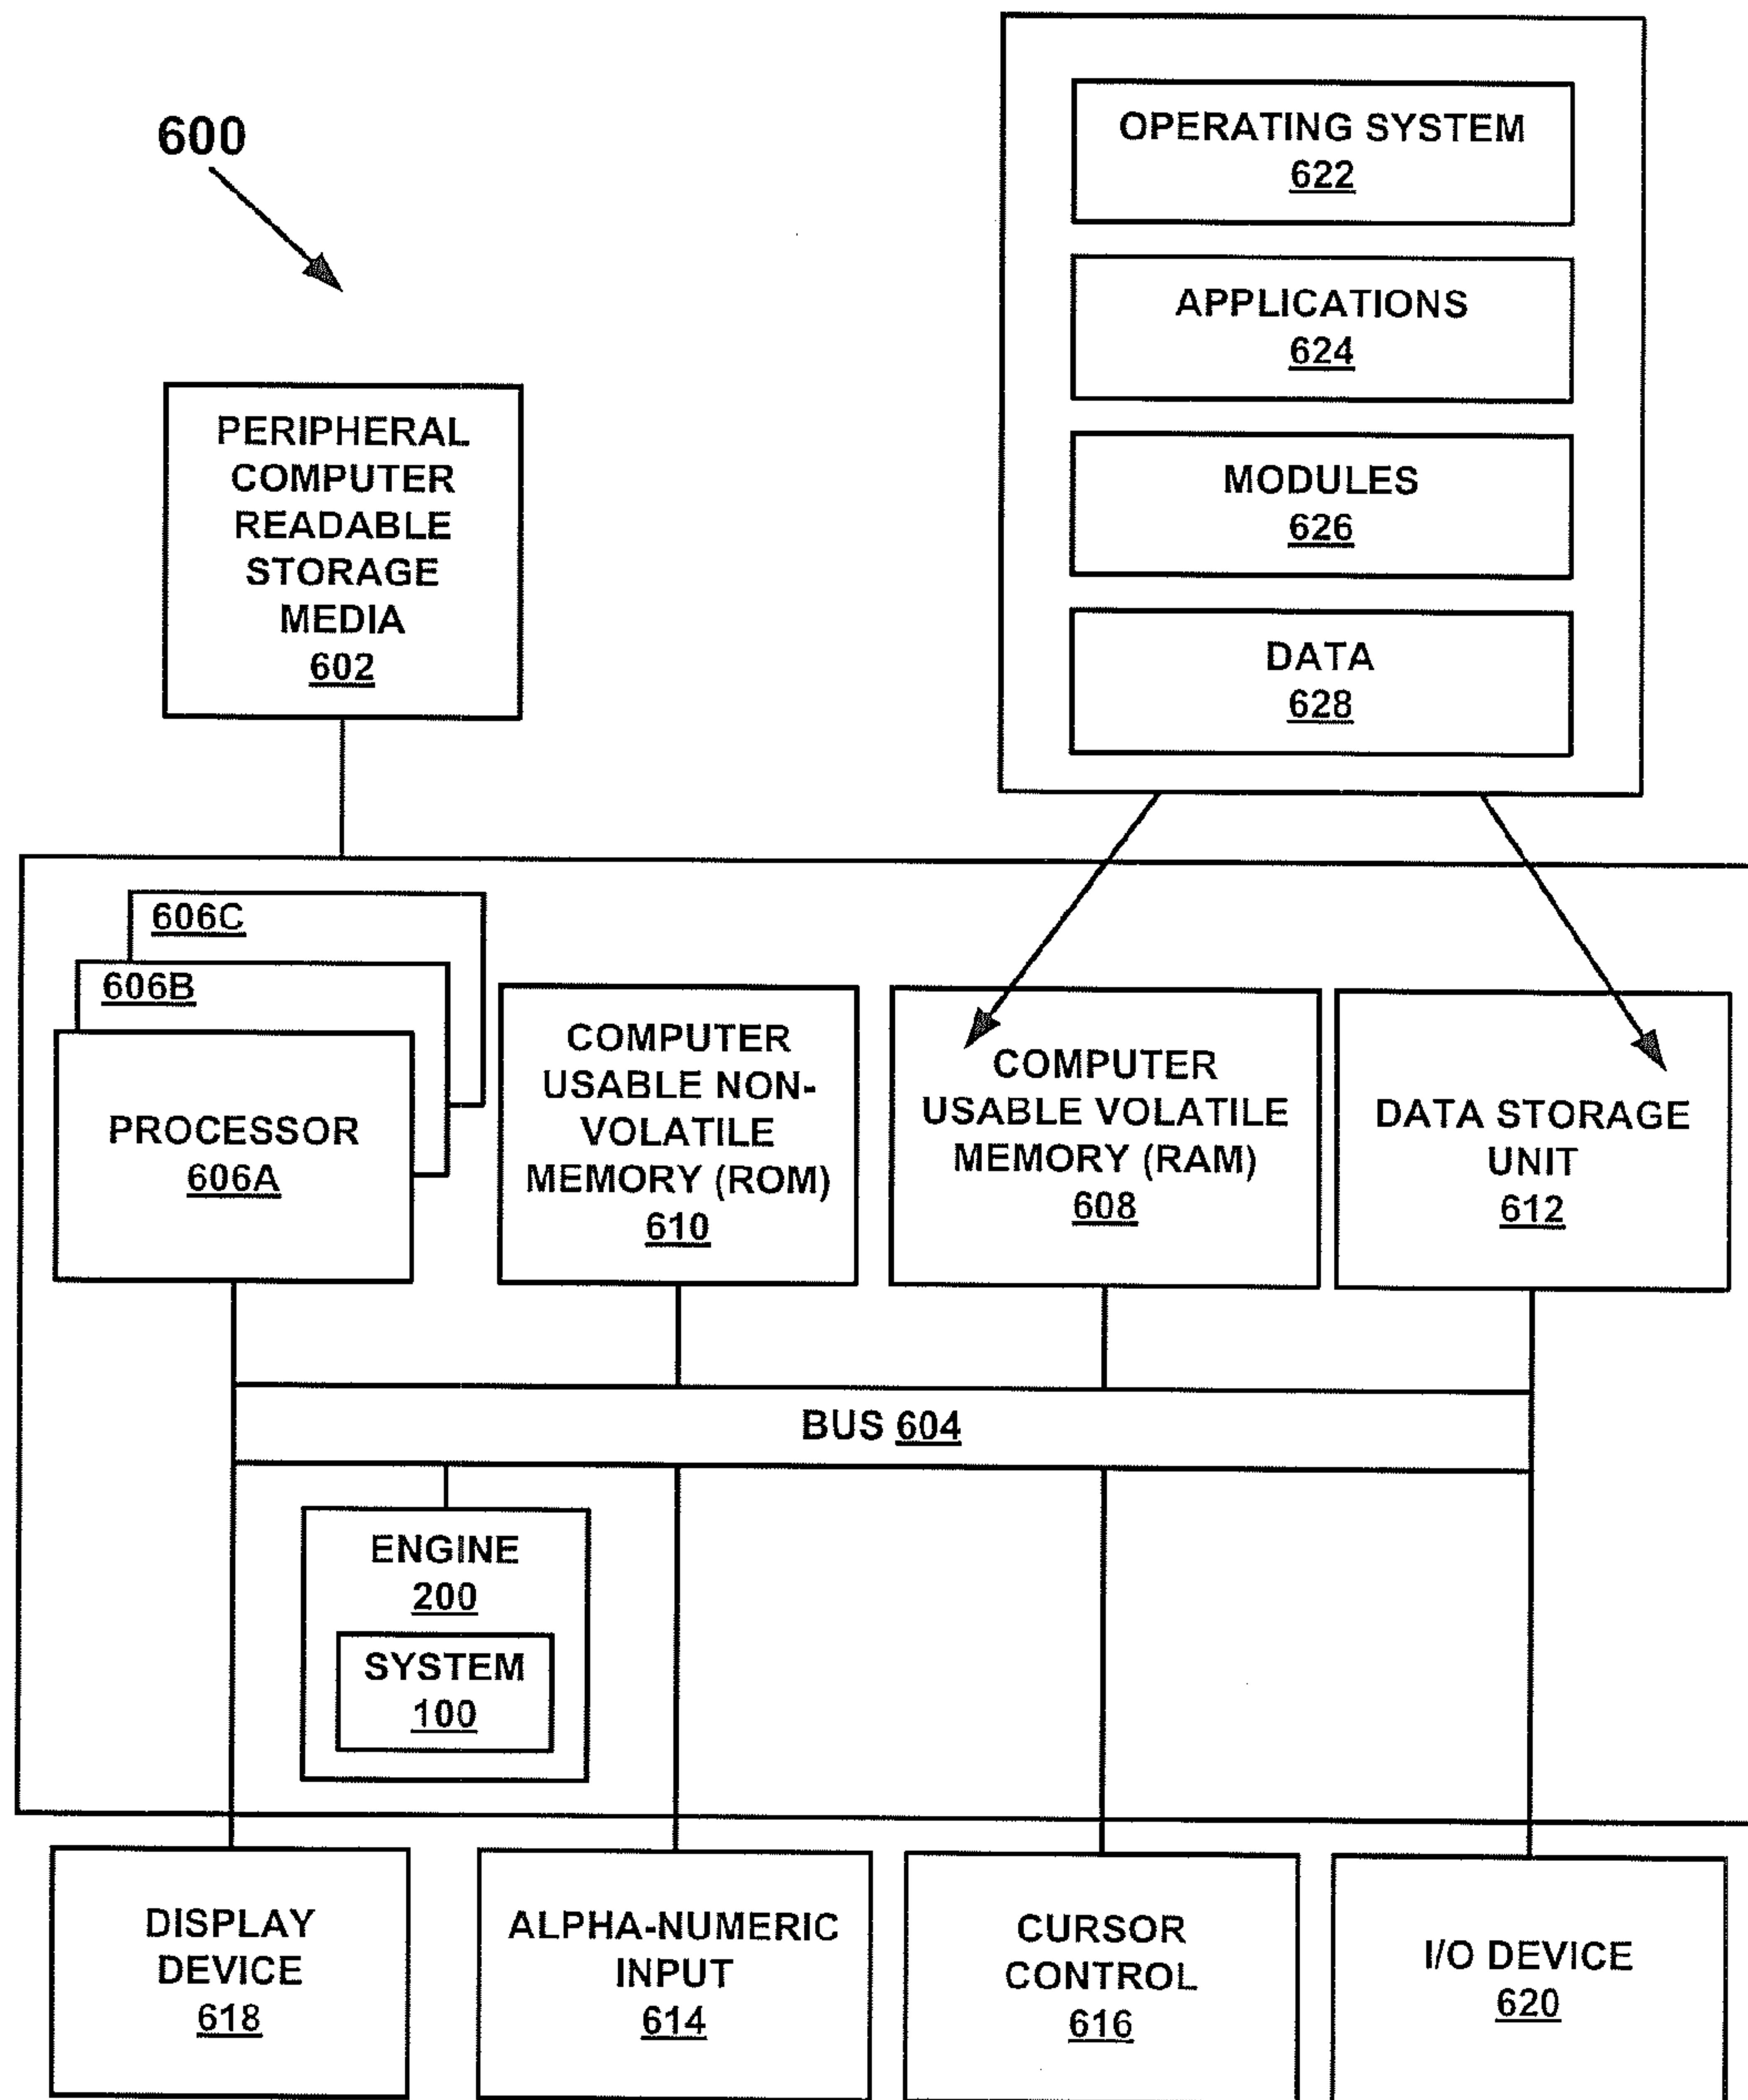 600
OPERATING SYSTEM
622
APPLICATIONS
624
MODULES
626
DATA
628
PERIPHERAL
COMPUTER
READABLE
STORAGE
MEDIA
602
606C
606B
PROCESSOR
606A
COMPUTER
USABLE NON-
VOLATILE
MEMORY (ROM)
610
COMPUTER
USABLE VOLATILE
MEMORY (RAM)
608
DATA STORAGE
UNIT
612
BUS 604
ENGINE
200
SYSTEM
100
DISPLAY
DEVICE
618
ALPHA-NUMERIC
INPUT
614
CURSOR
CONTROL
616
I/O DEVICE
620